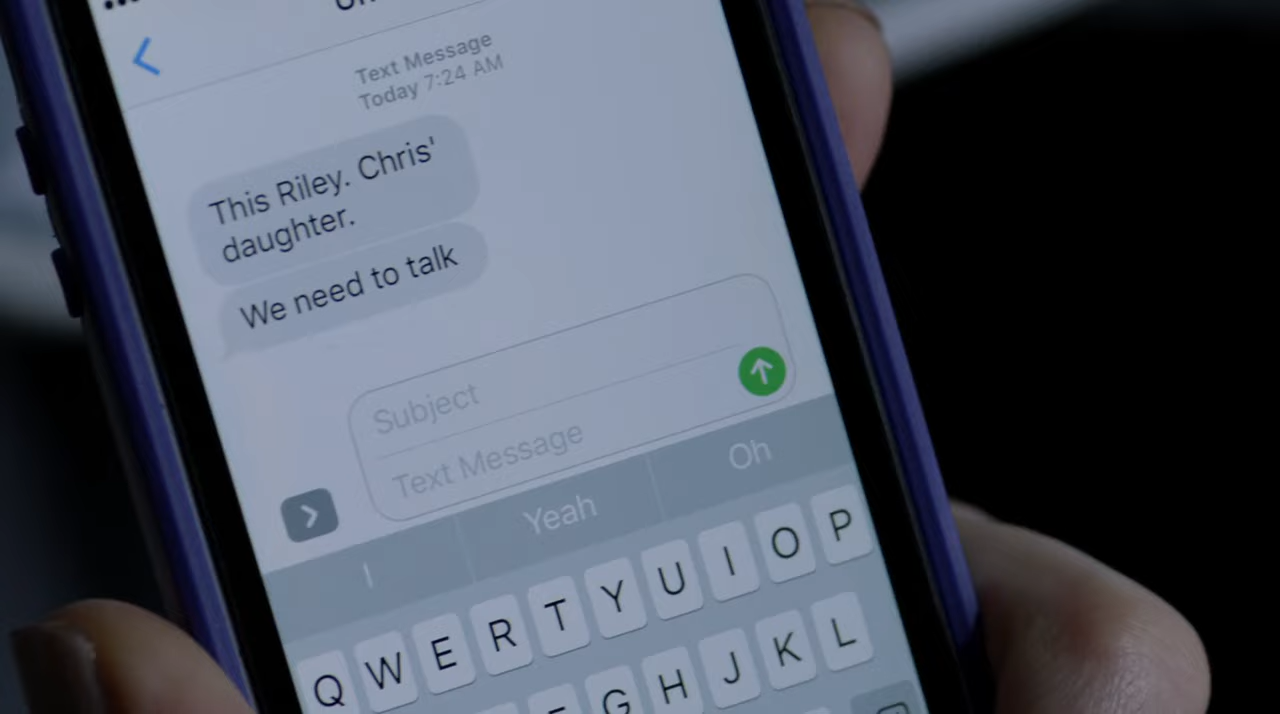 Text Message
Today 7:24 AM
This Riley. Chris'
daughter.
We need to talk
Subject
Text Message
I
Yeah
Oh
Q W E R T Y U I O P
G H J K L